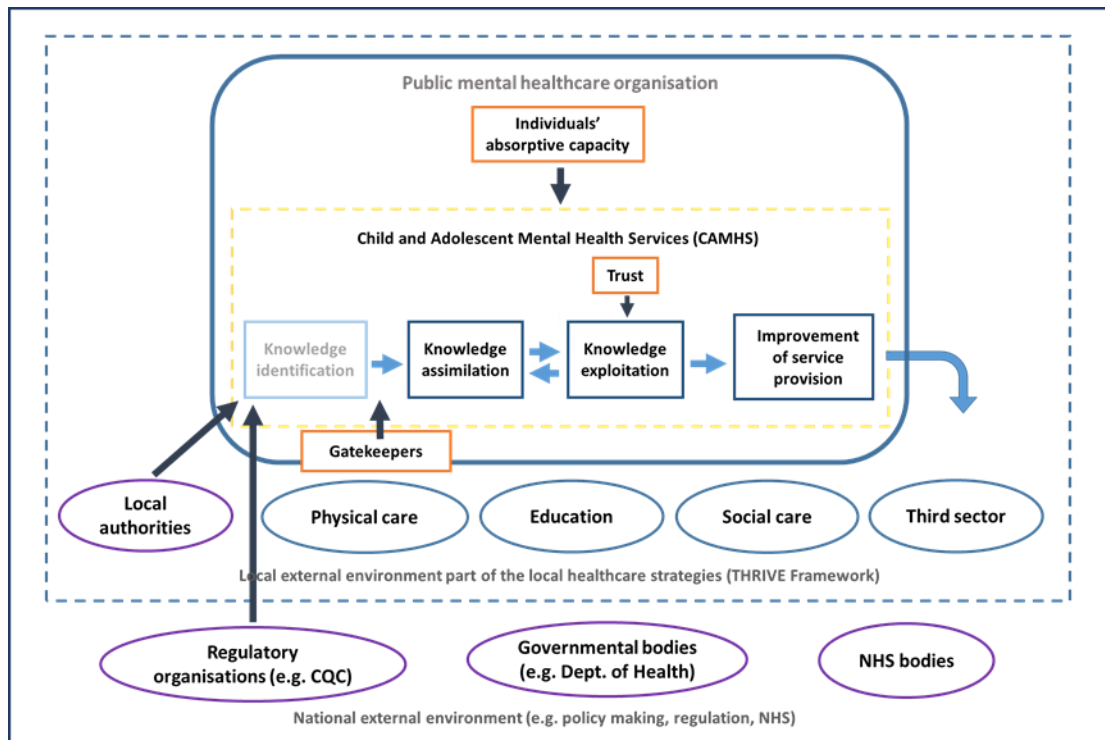 Public mental healthcare organisation
Individuals’
absorptive capacity
Child and Adolescent Mental Health Services (CAMHS)
Trust
Knowledge
identification
Knowledge
assimilation
Knowledge
exploitation
Improvement
of service
provision
Gatekeepers
Local
authorities
Physical care
Education
Social care
Third sector
Local external environment part of the local healthcare strategies (THRIVE Framework)
Regulatory
organisations (e.g. CQC)
Governmental bodies
(e.g. Dept. of Health)
NHS bodies
National external environment (e.g. policy making, regulation, NHS)